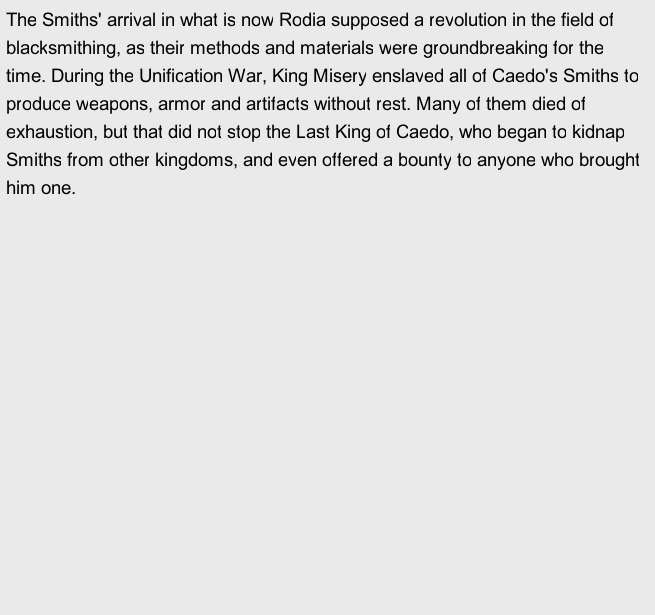 The Smiths' arrival in what is now Rodia supposed a revolution in the field of
blacksmithing, as their methods and materials were groundbreaking for the
time. During the Unification War, King Misery enslaved all of Caedo's Smiths to
produce weapons, armor and artifacts without rest. Many of them died of
exhaustion, but that did not stop the Last King of Caedo, who began to kidnap
Smiths from other kingdoms, and even offered a bounty to anyone who brought
him one.